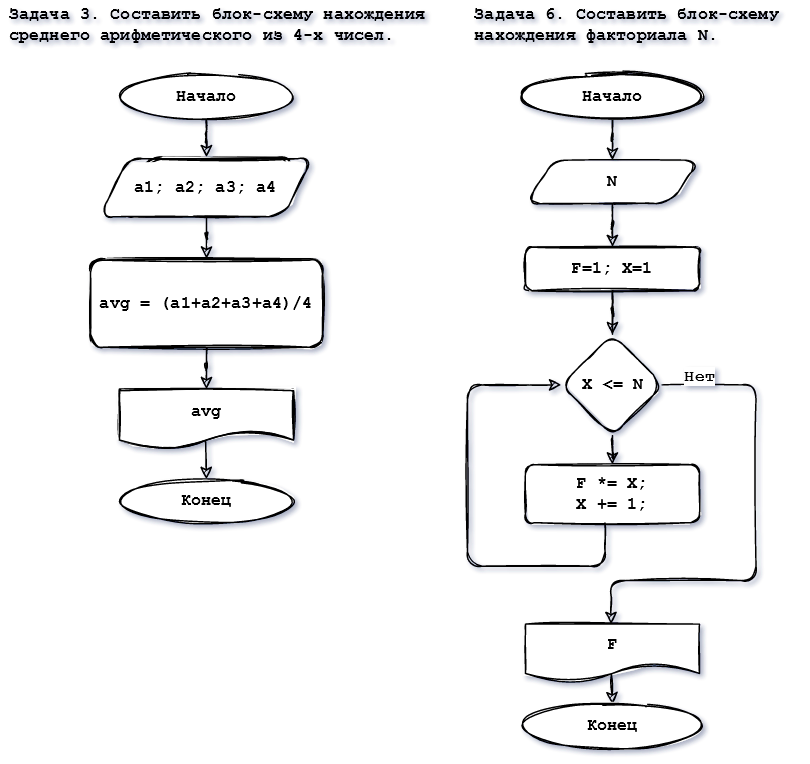 Задача 3. Составить блок-схему нахождения
среднего арифметического из 4-х чисел.
Начало
a1; a2; a3; a4
avg = (a1+a2+a3+a4)/4
avg
Конец
Задача 6. Составить блок-схему
нахождения факториала N.
Начало
N
F=1; X=1
X <= N
Нет
F *= X;
X += 1;
F
Конец